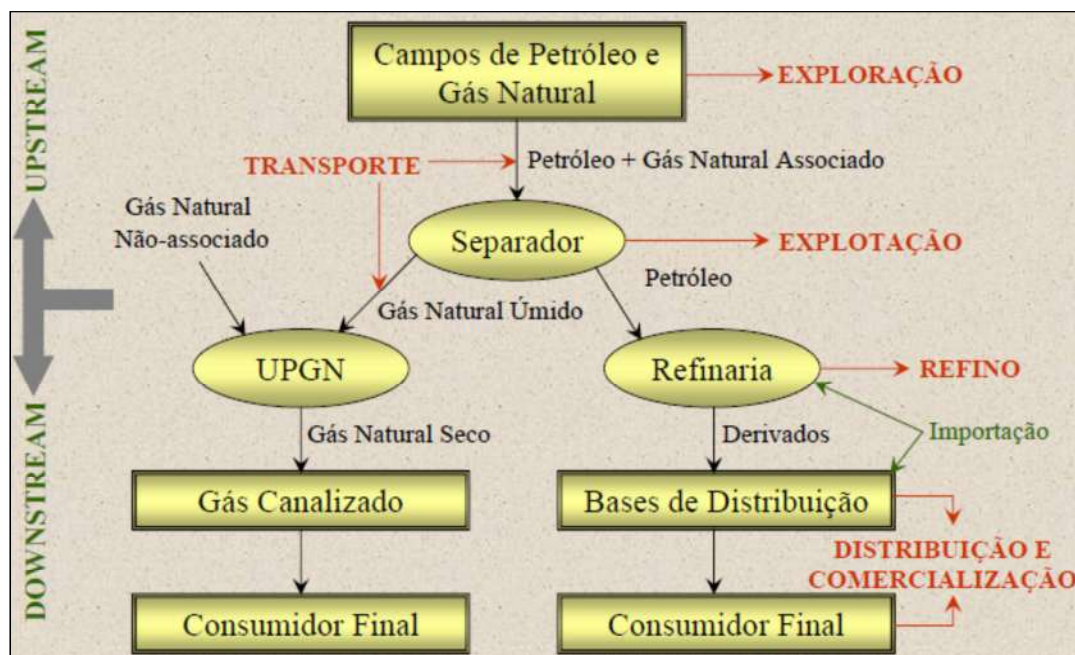 UPSTREAM
DOWNSTREAM
Campos de Petróleo e
Gás Natural
EXPLORAÇÃO
TRANSPORTE
Petróleo + Gás Natural Associado
Gás Natural
Não-associado
Separador
EXPLOTAÇÃO
Petróleo
Gás Natural Úmido
UPGN
Refinaria
REFINO
Gás Natural Seco
Derivados
Importação
Gás Canalizado
Bases de Distribuição
DISTRIBUIÇÃO E
COMERCIALIZAÇÃO
Consumidor Final
Consumidor Final